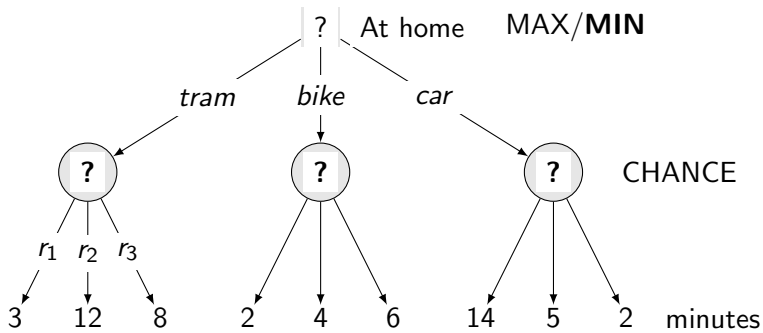 ? At home MAX/MIN
tram bike car
? ? ? CHANCE
r1 r2 r3
3 12 8 2 4 6 14 5 2 minutes